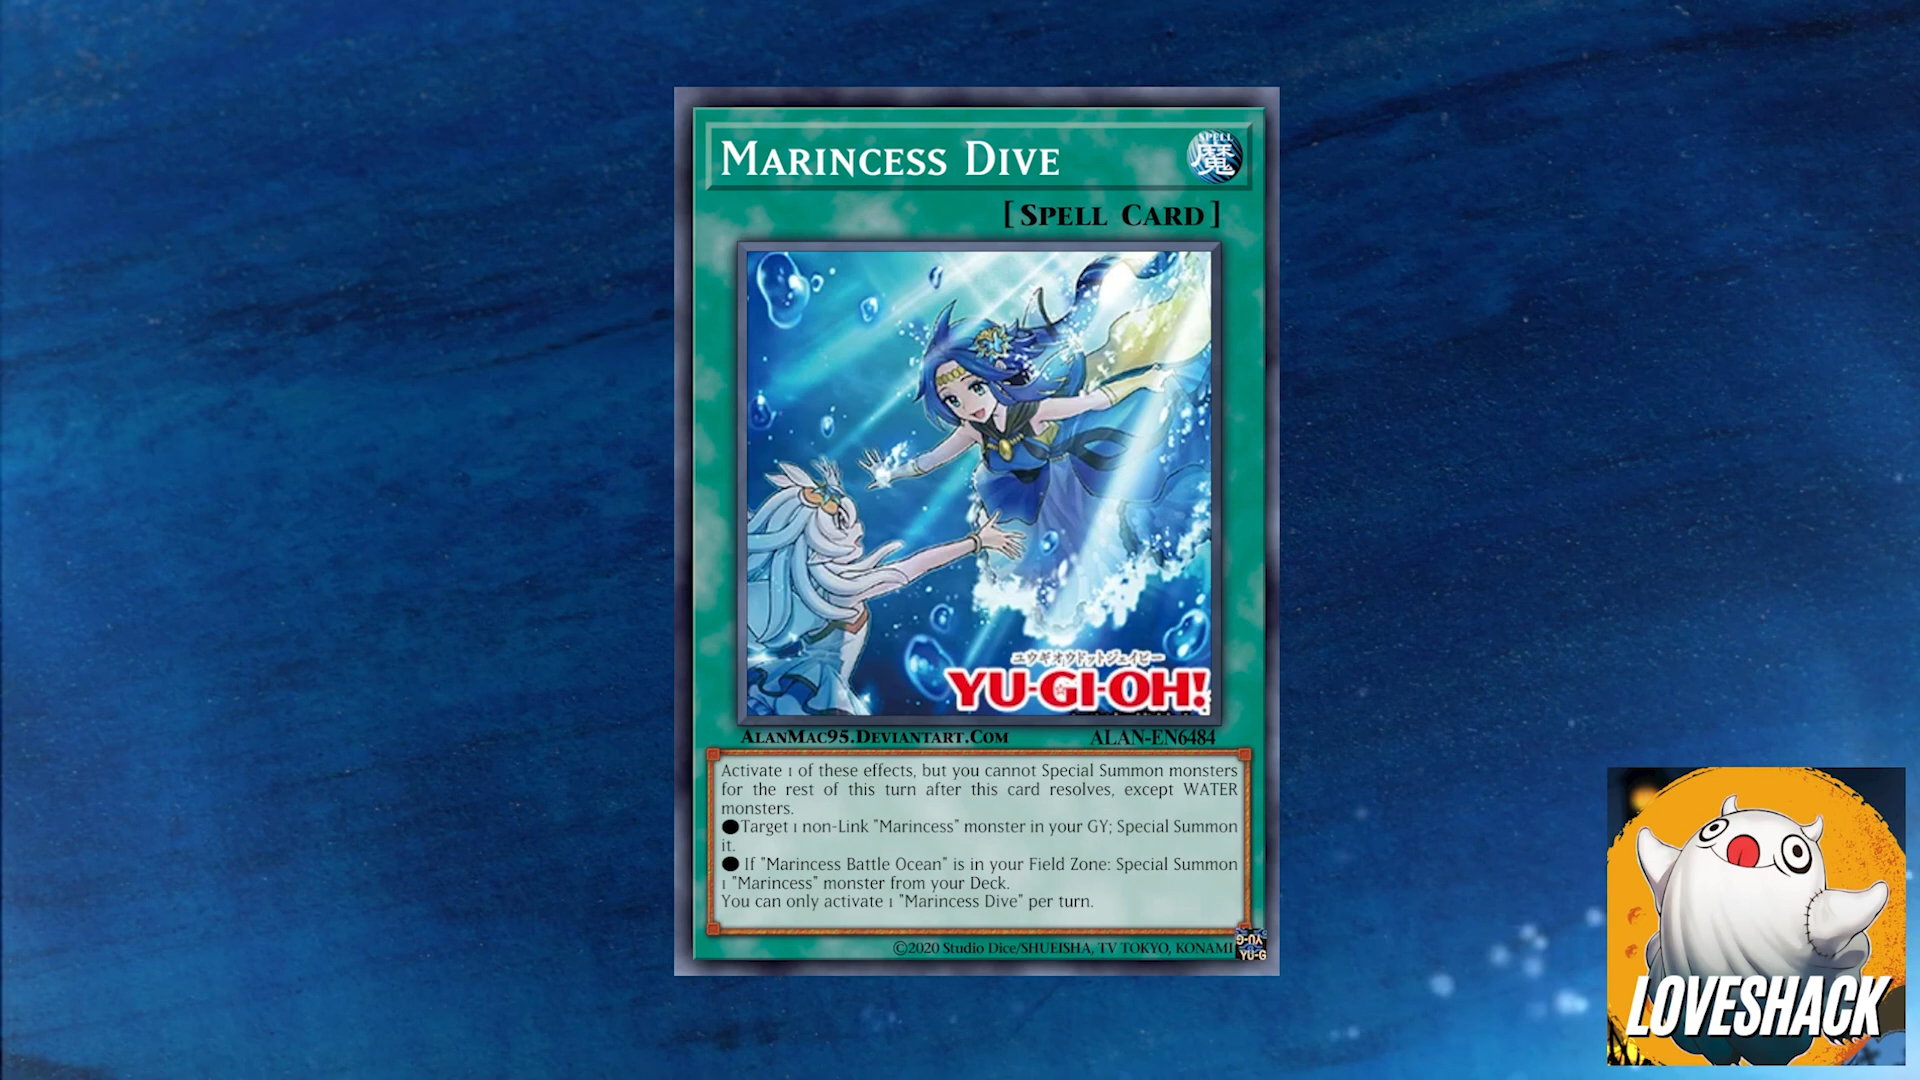 MARINCESS DIVE
SPELL
魔
[SPELL CARD]
ユウギオウドットジェイピー
YU-GI-OH!
ALANMAC95.DEVIANTART.COM
ALAN-EN6484
Activate 1 of these effects, but you cannot Special Summon monsters
for the rest of this turn after this card resolves, except WATER
monsters.
●Target 1 non-Link "Marincess" monster in your GY; Special Summon
it.
● If "Marincess Battle Ocean" is in your Field Zone: Special Summon
1 "Marincess" monster from your Deck.
You can only activate 1 "Marincess Dive" per turn.
©2020 Studio Dice/SHUEISHA, TV TOKYO, KONAMI
LOVESHACK